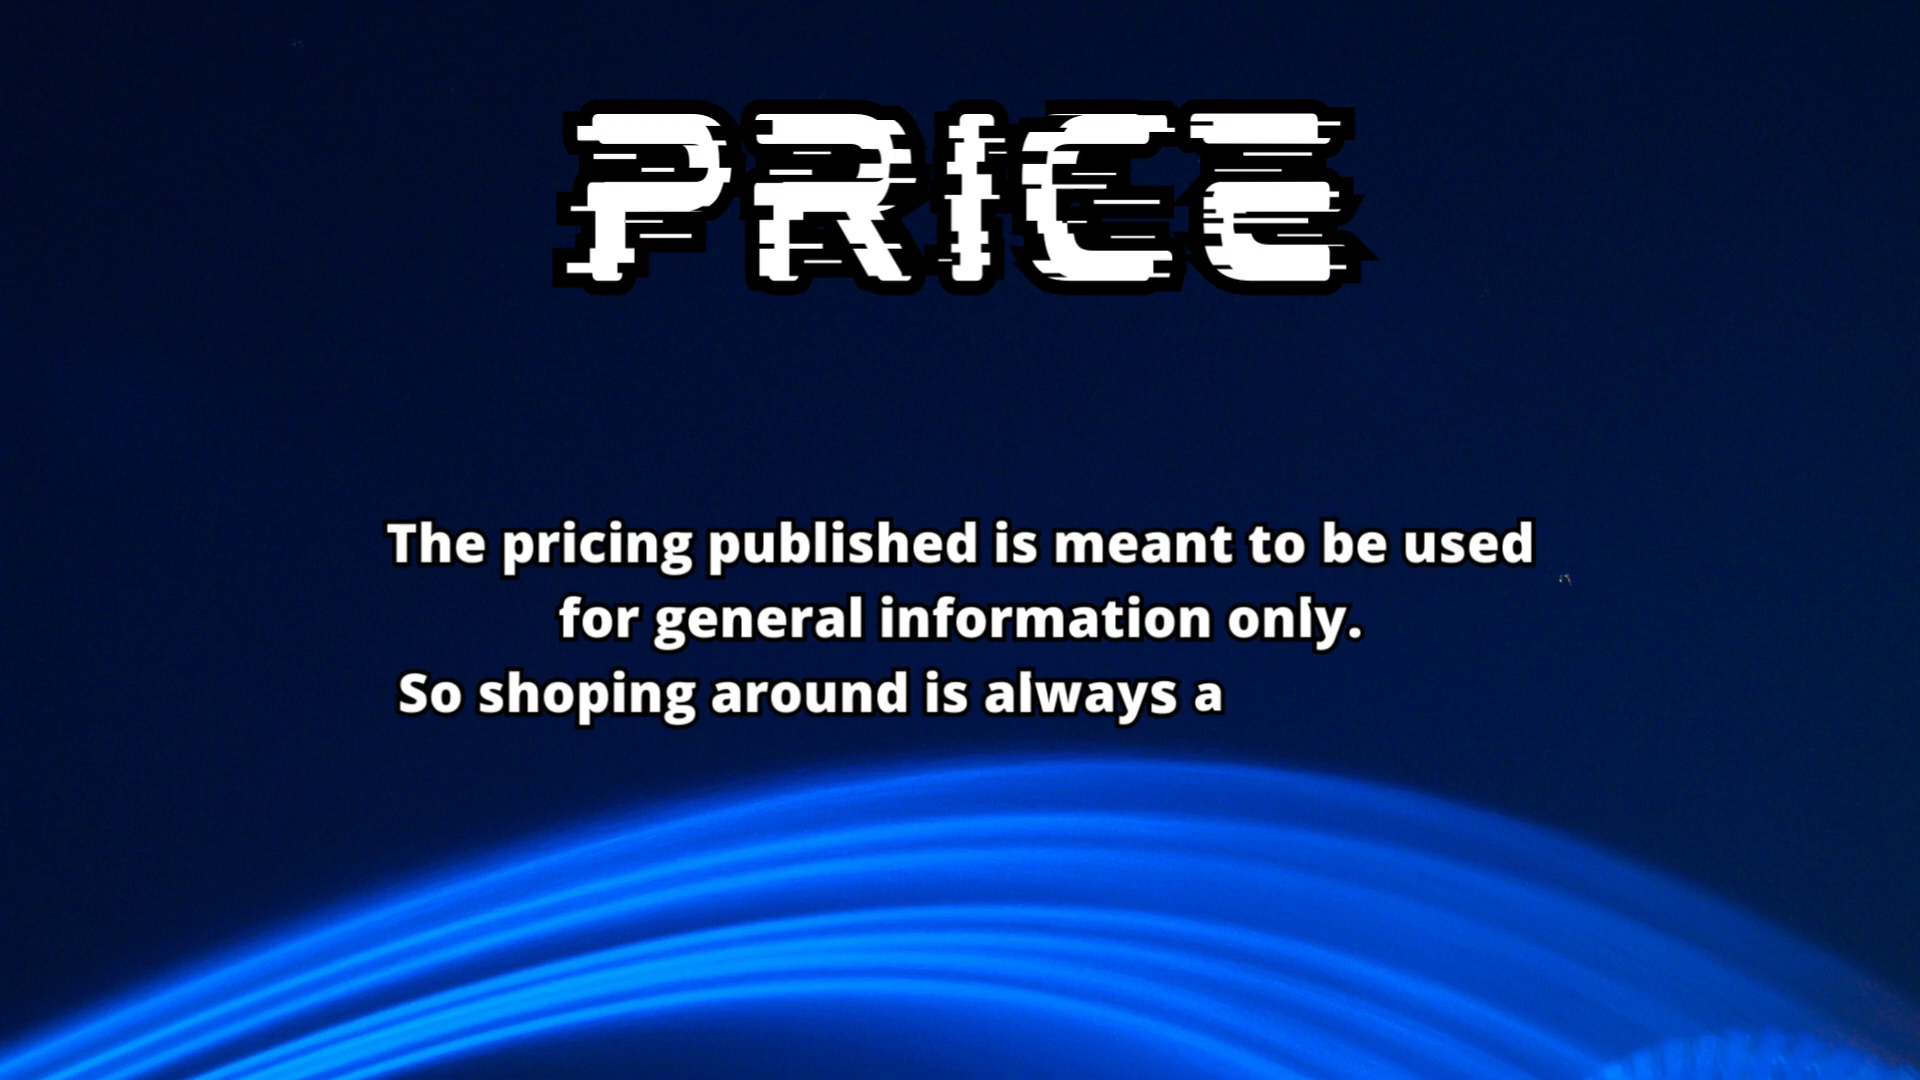 PRICE
The pricing published is meant to be used
for general information only.
So shoping around is always a